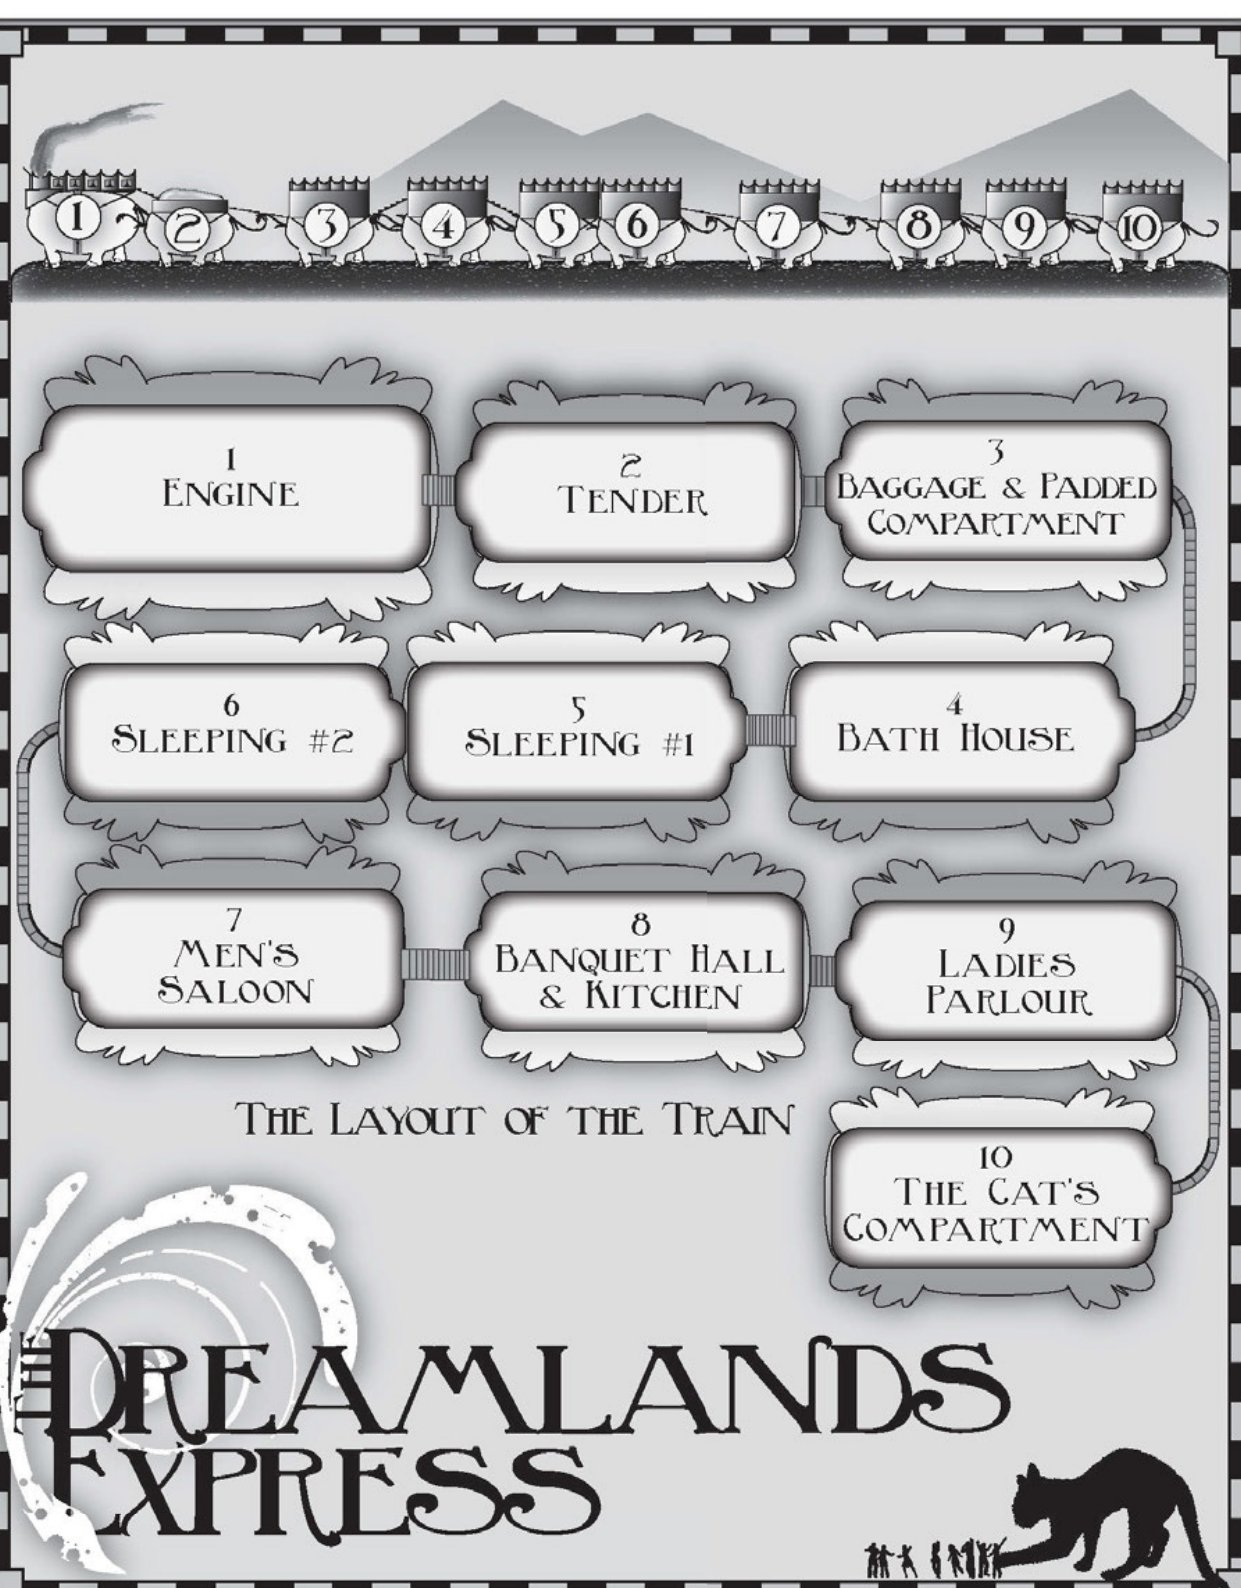 1 2 3 4 5 6 7 8 9 10
1
ENGINE
2
TENDER
3
BAGGAGE & PADDED
COMPARTMENT
6
SLEEPING #2
5
SLEEPING #1
4
BATH HOUSE
7
MEN'S
SALOON
8
BANQUET HALL
& KITCHEN
9
LADIES
PARLOUR
THE LAYOUT OF THE TRAIN
10
THE CAT'S
COMPARTMENT
DREAMLANDS
EXPRESS